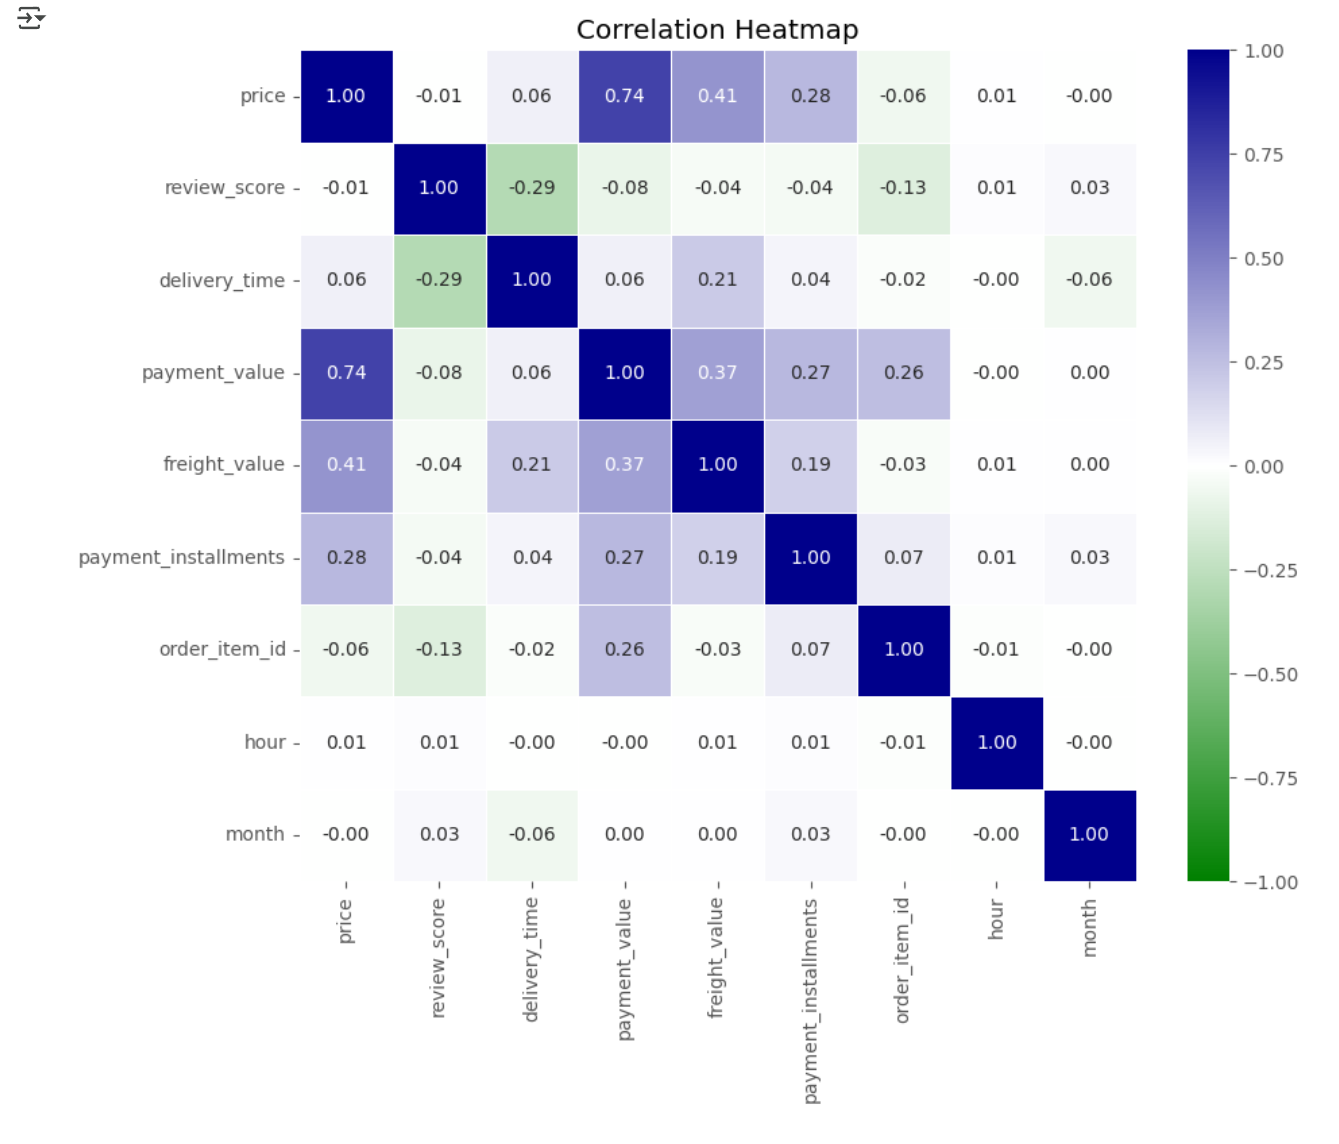 Correlation Heatmap
price 1.00 -0.01 0.06 0.74 0.41 0.28 -0.06 0.01 -0.00
review_score -0.01 1.00 -0.29 -0.08 -0.04 -0.04 -0.13 0.01 0.03
delivery_time 0.06 -0.29 1.00 0.06 0.21 0.04 -0.02 -0.00 -0.06
payment_value 0.74 -0.08 0.06 1.00 0.37 0.27 0.26 -0.00 0.00
freight_value 0.41 -0.04 0.21 0.37 1.00 0.19 -0.03 0.01 0.00
payment_installments 0.28 -0.04 0.04 0.27 0.19 1.00 0.07 0.01 0.03
order_item_id -0.06 -0.13 -0.02 0.26 -0.03 0.07 1.00 -0.01 -0.00
hour 0.01 0.01 -0.00 -0.00 0.01 0.01 -0.01 1.00 -0.00
month -0.00 0.03 -0.06 0.00 0.00 0.03 -0.00 -0.00 1.00
price
review_score
delivery_time
payment_value
freight_value
payment_installments
order_item_id
hour
month
1.00
0.75
0.50
0.25
0.00
−0.25
−0.50
−0.75
−1.00